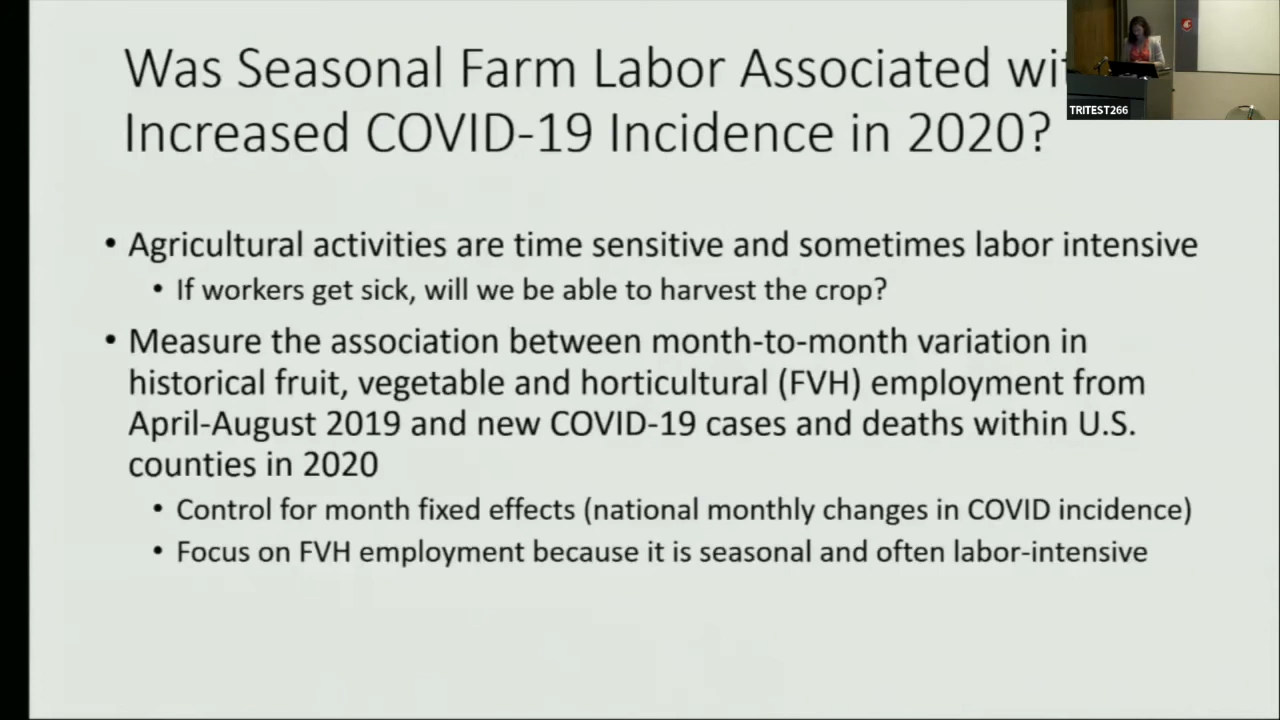 Was Seasonal Farm Labor Associated
Increased COVID-19 Incidence in 2020?
TRITEST266
• Agricultural activities are time sensitive and sometimes labor intensive
• If workers get sick, will we be able to harvest the crop?
• Measure the association between month-to-month variation in
historical fruit, vegetable and horticultural (FVH) employment from
April-August 2019 and new COVID-19 cases and deaths within U.S.
counties in 2020
• Control for month fixed effects (national monthly changes in COVID incidence)
• Focus on FVH employment because it is seasonal and often labor-intensive